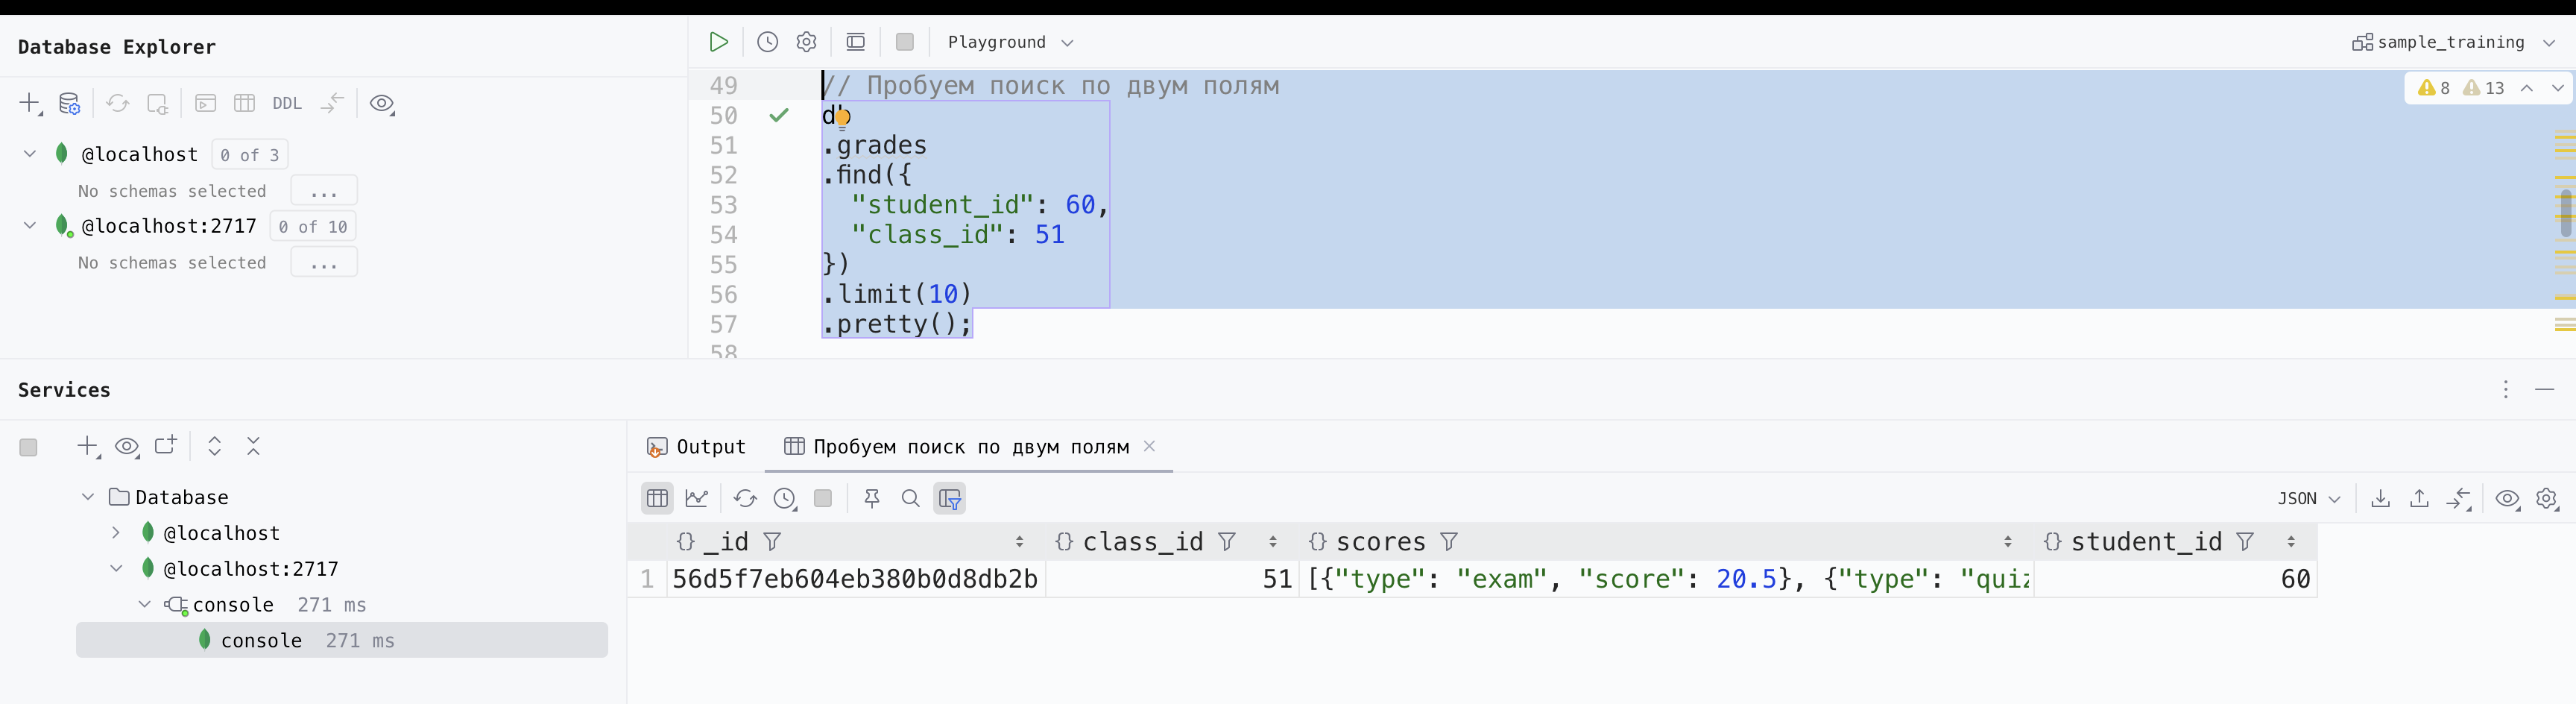 Database Explorer
Playground
sample_training
DDL
@localhost 0 of 3
No schemas selected ...
@localhost:2717 0 of 10
No schemas selected ...
8 13
49 // Пробуем поиск по двум полям
50 db
51 .grades
52 .find({
53 "student_id": 60,
54 "class_id": 51
55 })
56 .limit(10)
57 .pretty();
58
Services
Database
@localhost
@localhost:2717
console 271 ms
console 271 ms
Output
Пробуем поиск по двум полям
JSON
{} _id {} class_id {} scores {} student_id
1 56d5f7eb604eb380b0d8db2b 51 [{"type": "exam", "score": 20.5}, {"type": "quiz 60